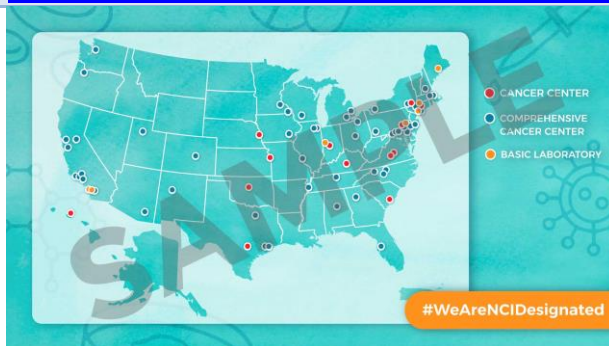 CANCER CENTER
COMPREHENSIVE
CANCER CENTER
BASIC LABORATORY
SAMPLE
#WeAreNCIDesignated